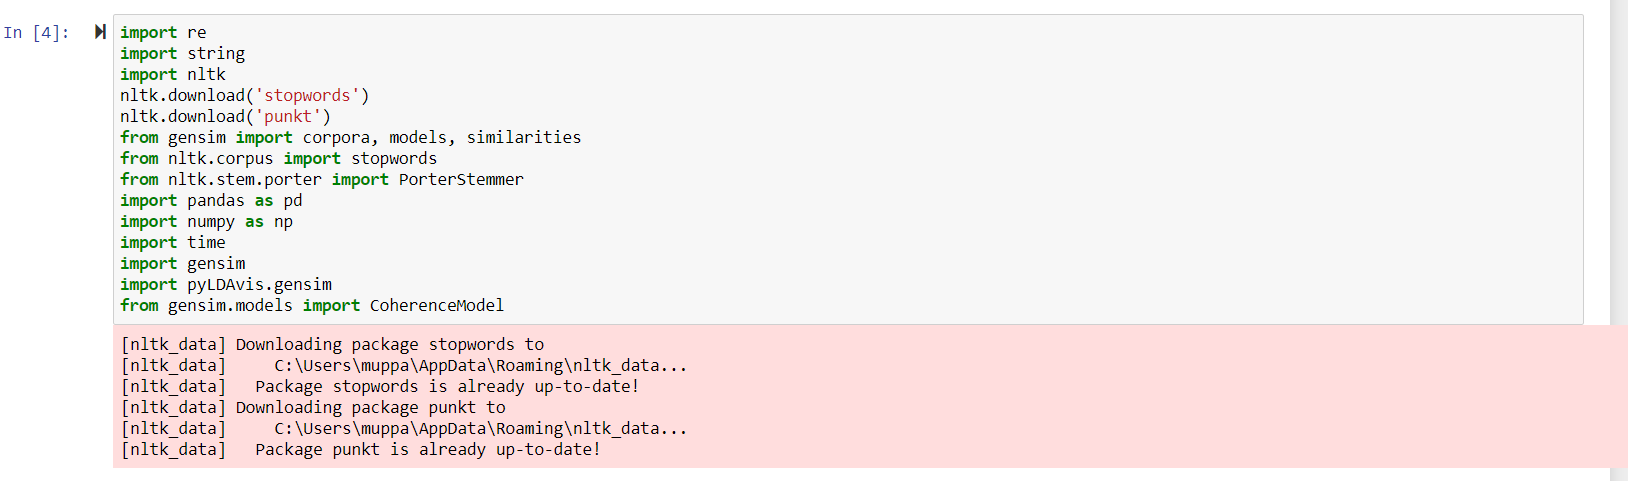 In [4]:
import re
import string
import nltk
nltk.download('stopwords')
nltk.download('punkt')
from gensim import corpora, models, similarities
from nltk.corpus import stopwords
from nltk.stem.porter import PorterStemmer
import pandas as pd
import numpy as np
import time
import gensim
import pyLDAvis.gensim
from gensim.models import CoherenceModel
[nltk_data] Downloading package stopwords to
[nltk_data]     C:\Users\muppa\AppData\Roaming\nltk_data...
[nltk_data]   Package stopwords is already up-to-date!
[nltk_data] Downloading package punkt to
[nltk_data]     C:\Users\muppa\AppData\Roaming\nltk_data...
[nltk_data]   Package punkt is already up-to-date!